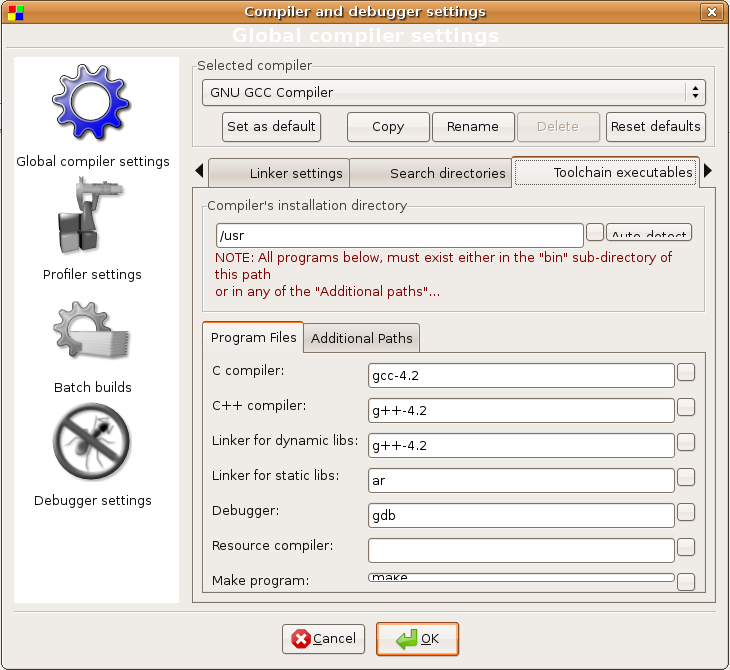 Compiler and debugger settings
Global compiler settings
Global compiler settings
Profiler settings
Batch builds
Debugger settings
Selected compiler
GNU GCC Compiler
Set as default Copy Rename Delete Reset defaults
Linker settings Search directories Toolchain executables
Compiler's installation directory
/usr Auto-detect
NOTE: All programs below, must exist either in the "bin" sub-directory of
this path
or in any of the "Additional paths"...
Program Files Additional Paths
C compiler: gcc-4.2
C++ compiler: g++-4.2
Linker for dynamic libs: g++-4.2
Linker for static libs: ar
Debugger: gdb
Resource compiler:
Make program: make
Cancel OK